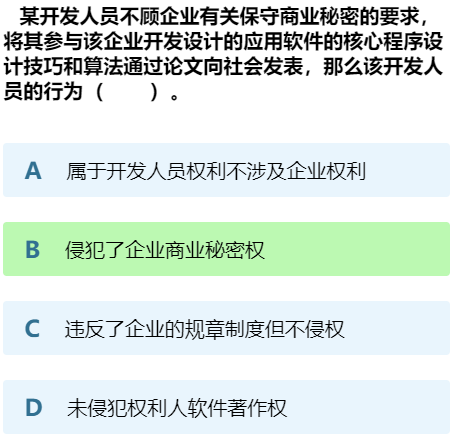 某开发人员不顾企业有关保守商业秘密的要求，
将其参与该企业开发设计的应用软件的核心程序设
计技巧和算法通过论文向社会发表，那么该开发人
员的行为（　　）。
A 属于开发人员权利不涉及企业权利
B 侵犯了企业商业秘密权
C 违反了企业的规章制度但不侵权
D 未侵犯权利人软件著作权